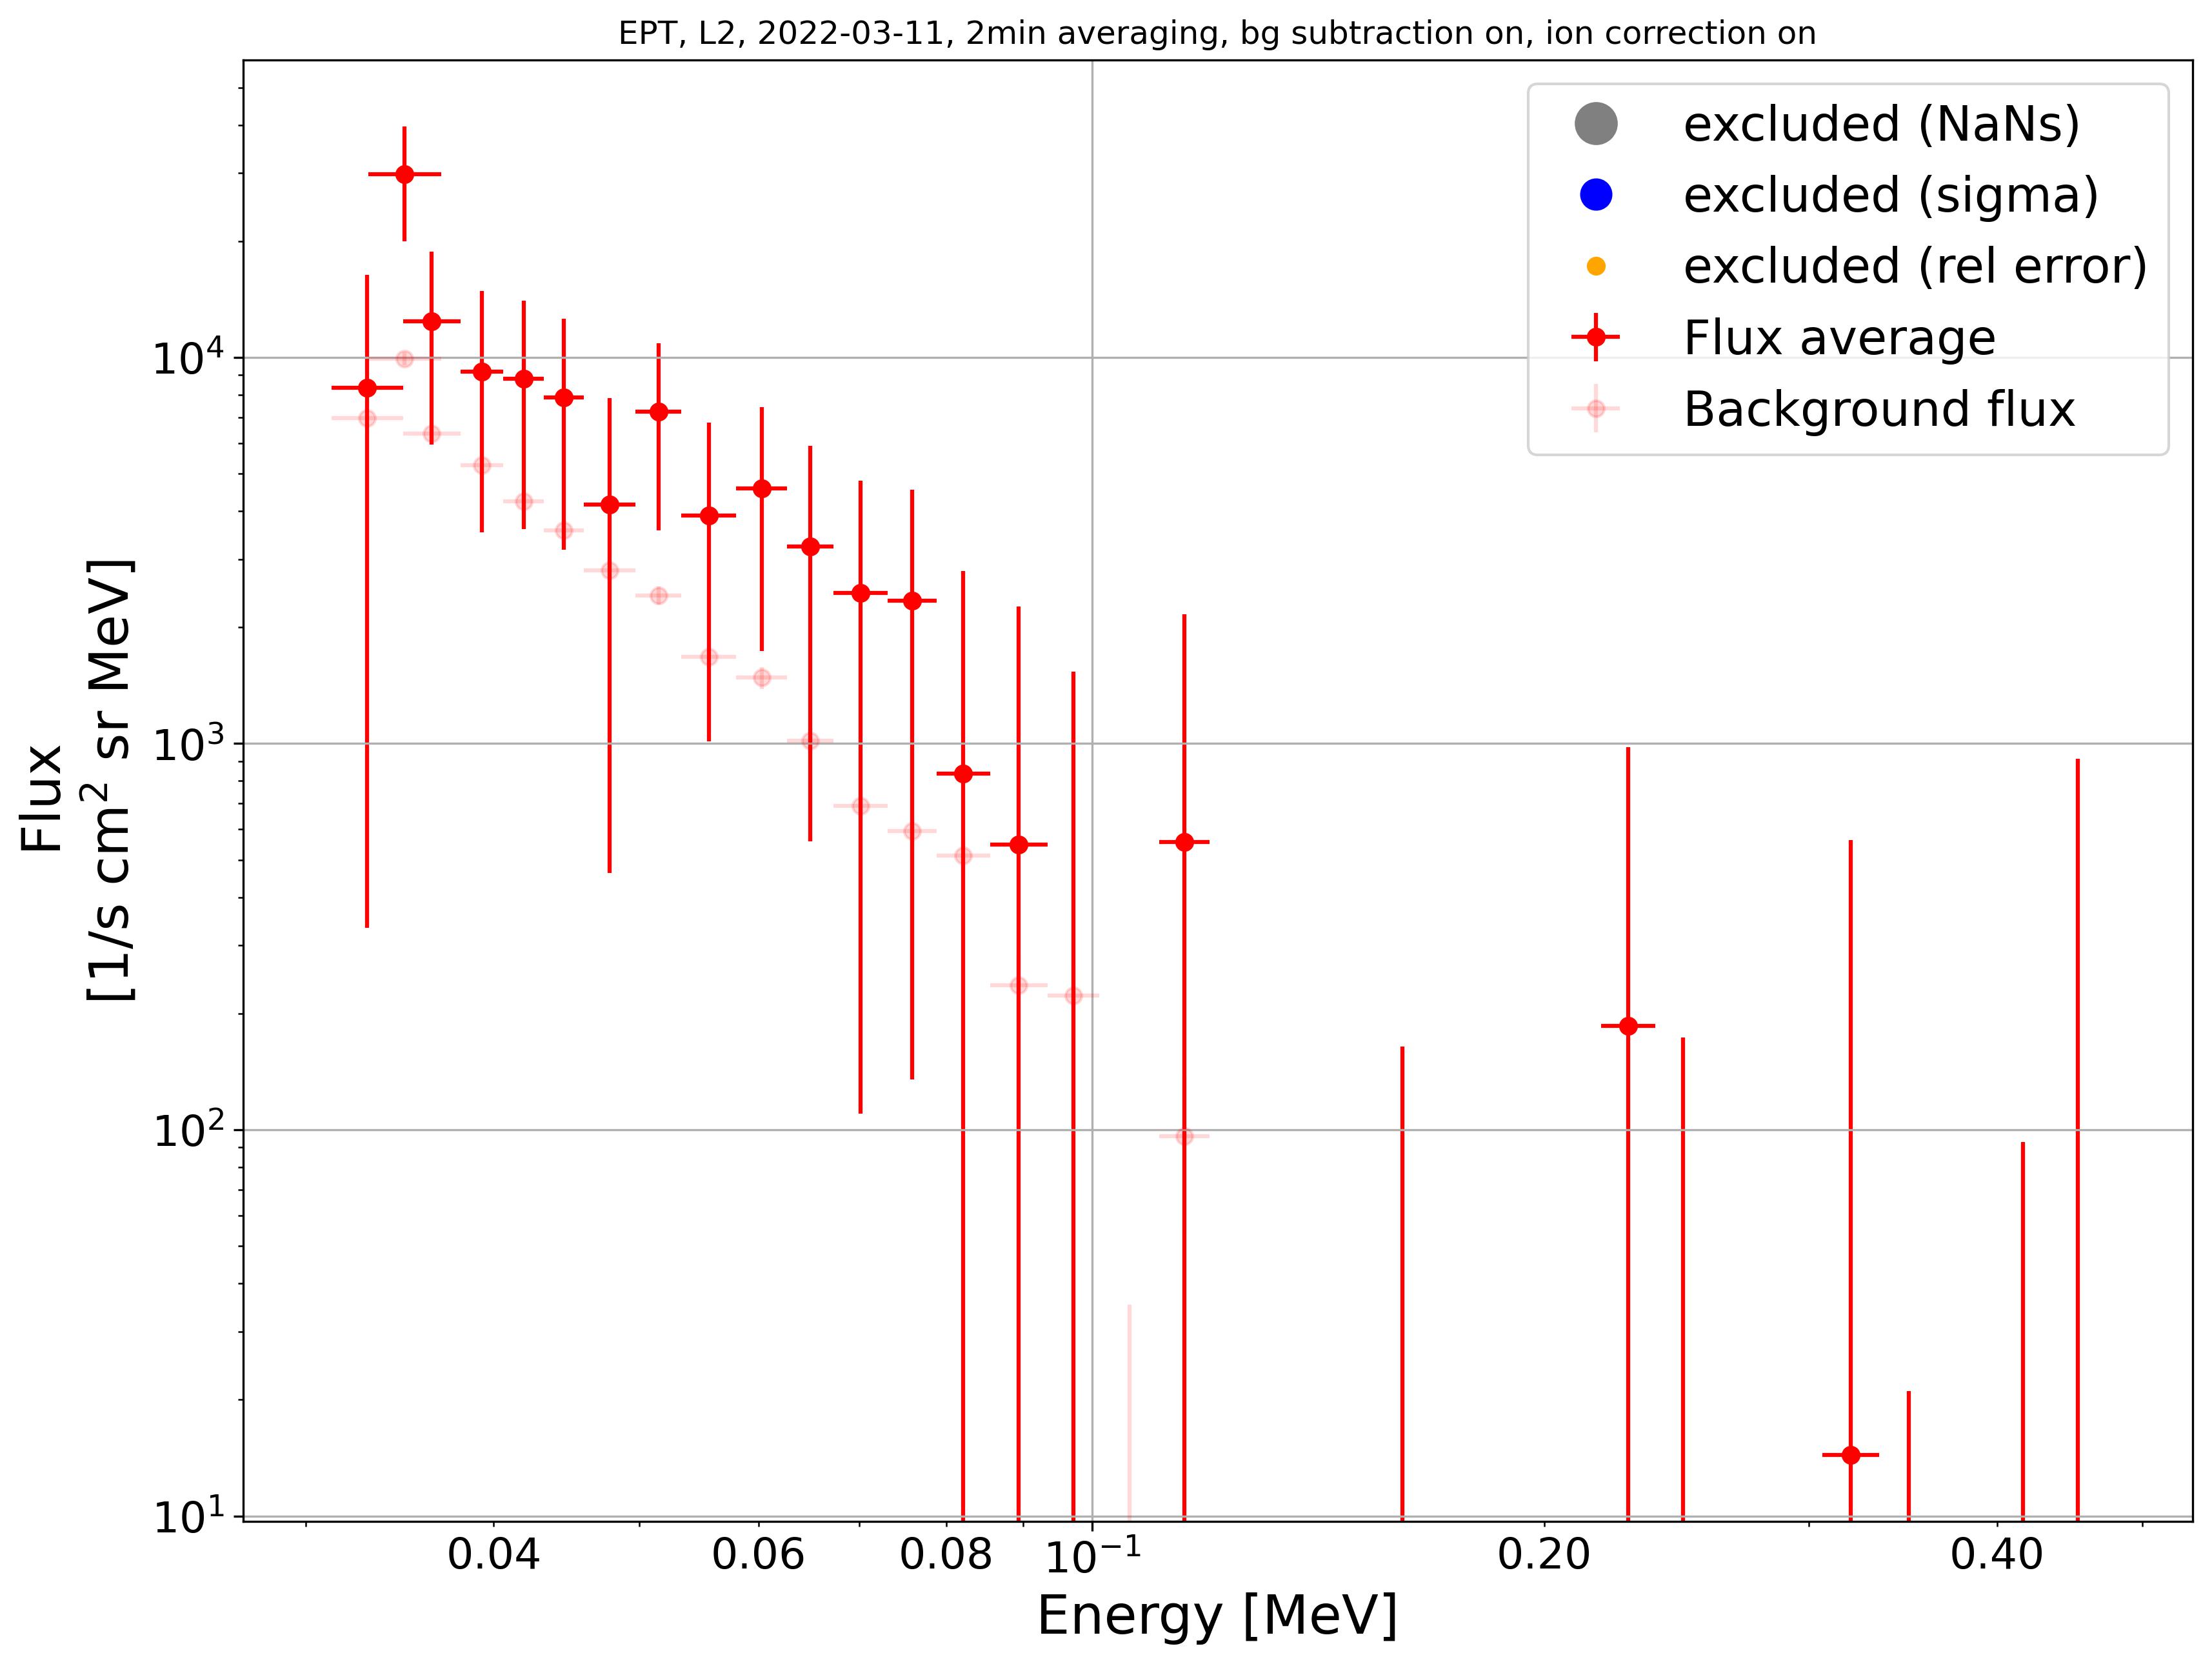 EPT, L2, 2022-03-11, 2min averaging, bg subtraction on, ion correction on
excluded (NaNs)
excluded (sigma)
excluded (rel error)
Flux average
Background flux
Flux
[1/s cm² sr MeV]
10⁴
10³
10²
10¹
0.04
0.06
0.08
10⁻¹
0.20
0.40
Energy [MeV]